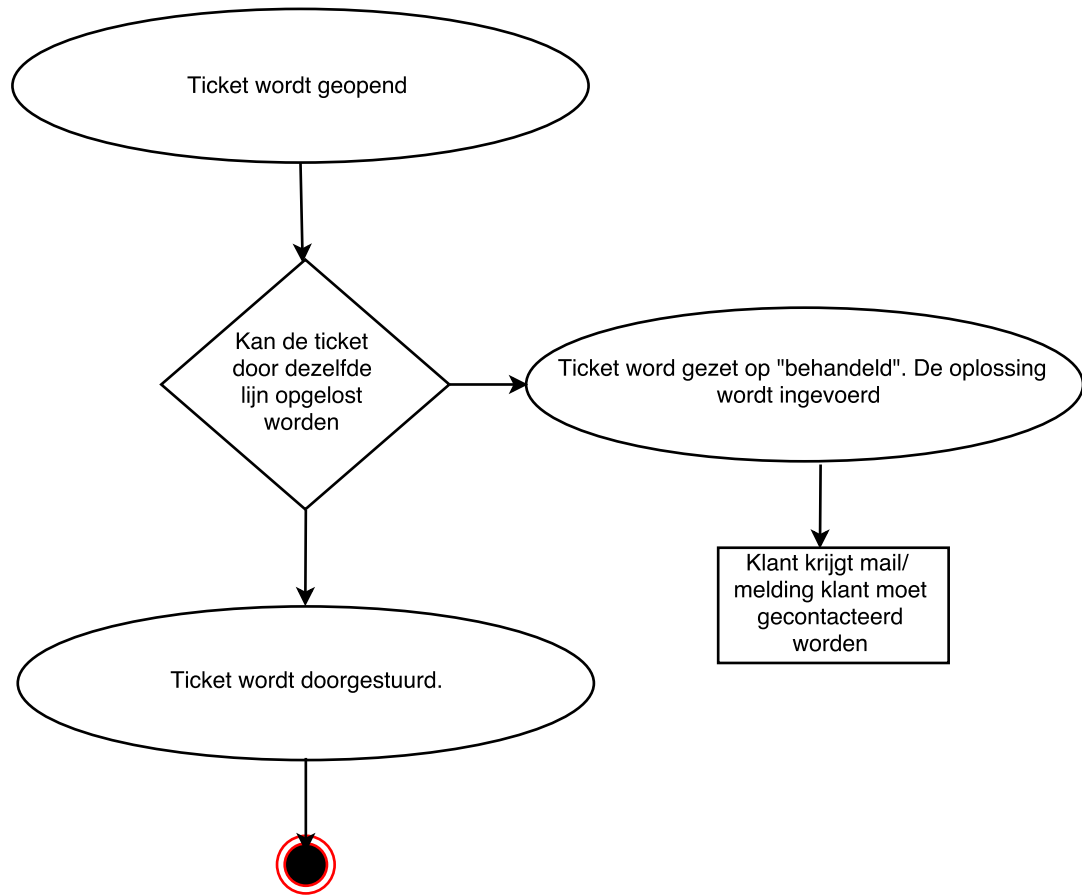 Ticket wordt geopend
Kan de ticket
door dezelfde
lijn opgelost
worden
Ticket word gezet op "behandeld". De oplossing
wordt ingevoerd
Klant krijgt mail/
melding klant moet
gecontacteerd
worden
Ticket wordt doorgestuurd.